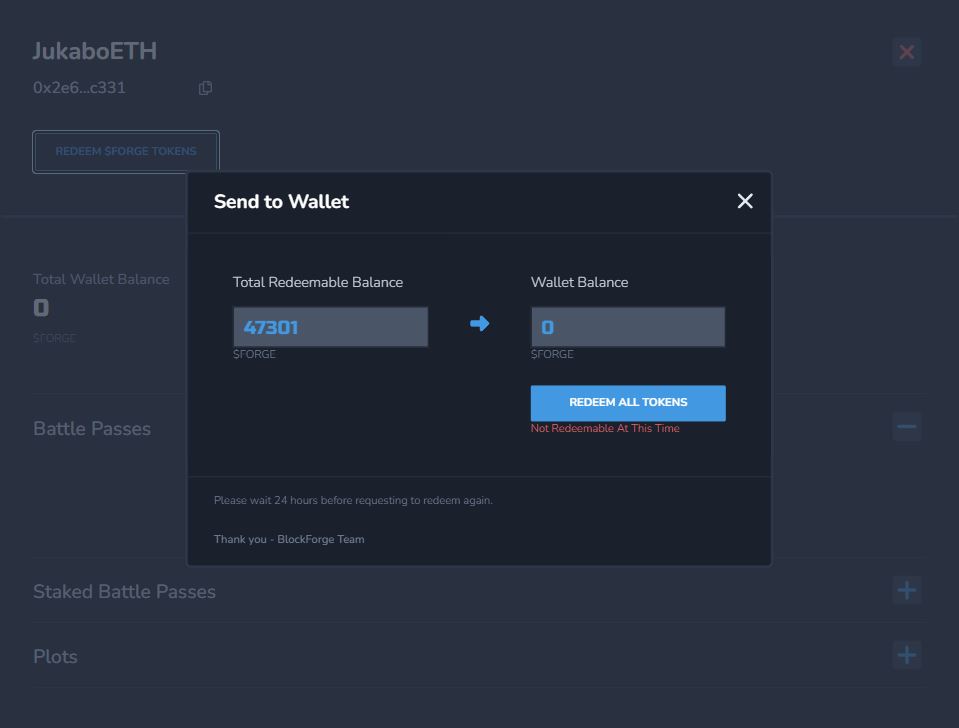 JukaboETH
0x2e6...c331
REDEEM $FORGE TOKENS
Send to Wallet
Total Wallet Balance
0
$FORGE
Total Redeemable Balance
47301
$FORGE
Wallet Balance
0
$FORGE
REDEEM ALL TOKENS
Not Redeemable At This Time
Battle Passes
Please wait 24 hours before requesting to redeem again.
Thank you - BlockForge Team
Staked Battle Passes
Plots